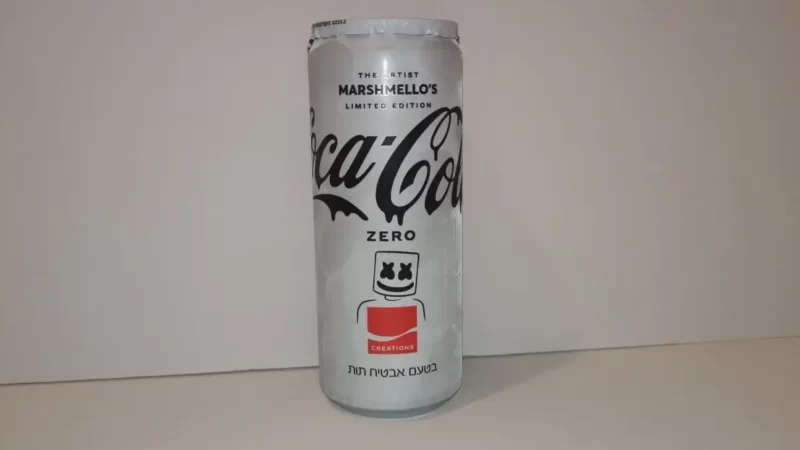 THE ARTIST
MARSHMELLO'S
LIMITED EDITION
Coca-Cola
ZERO
CREATIONS
בטעם אבטיח תות